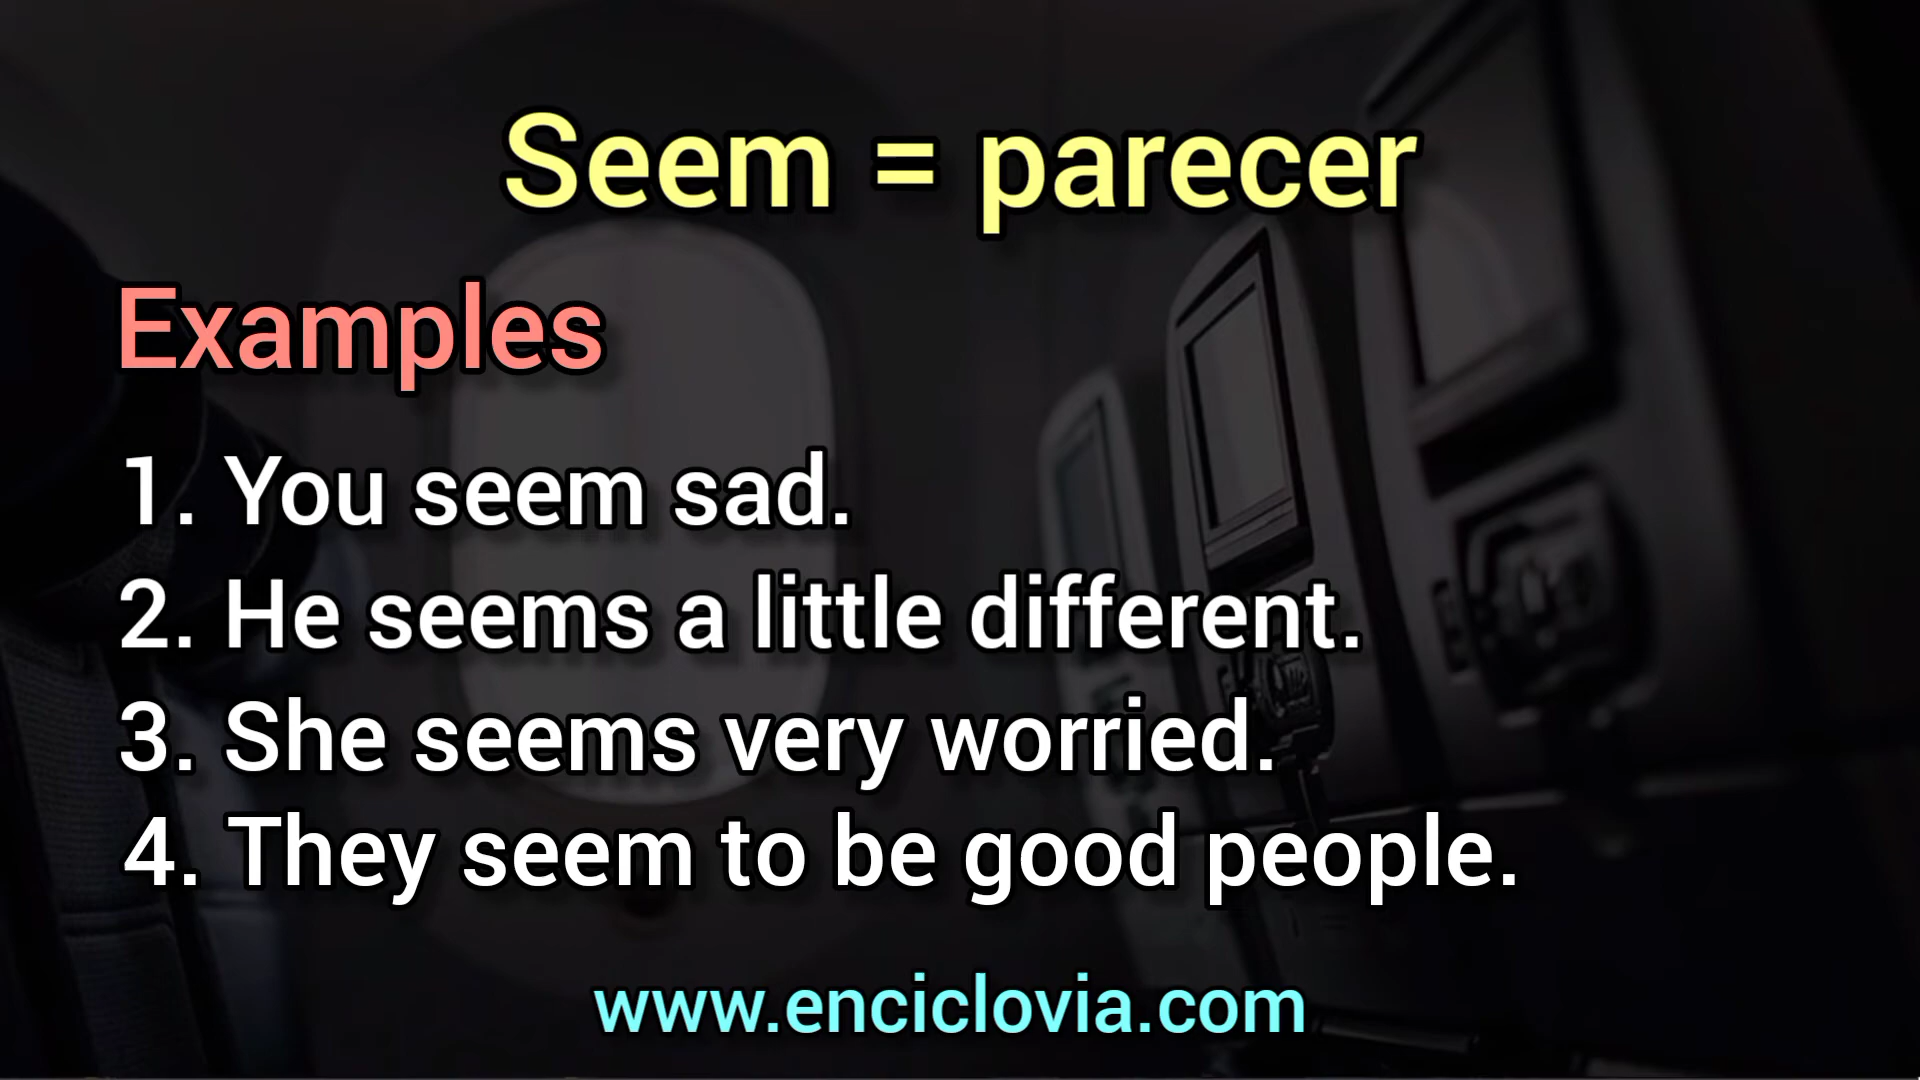 Seem = parecer
Examples
1. You seem sad.
2. He seems a little different.
3. She seems very worried.
4. They seem to be good people.
www.enciclovia.com